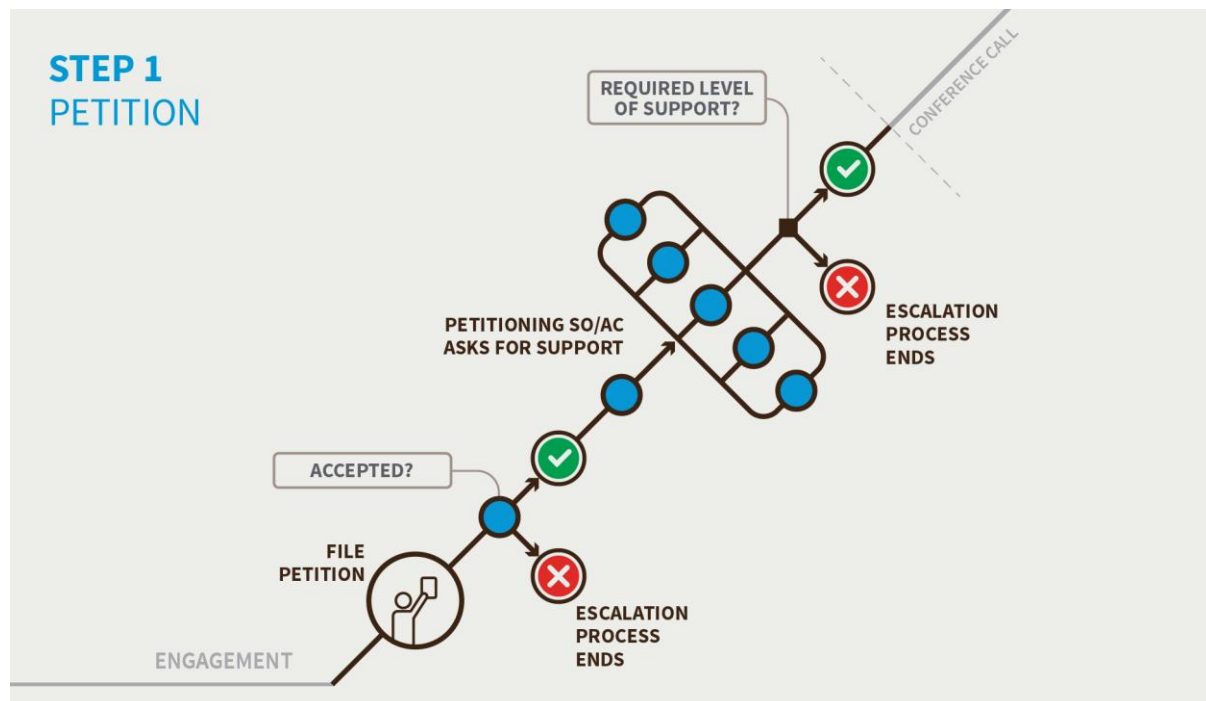 STEP 1
PETITION
REQUIRED LEVEL
OF SUPPORT?
CONFERENCE CALL
ESCALATION
PROCESS
ENDS
PETITIONING SO/AC
ASKS FOR SUPPORT
ACCEPTED?
FILE
PETITION
ESCALATION
PROCESS
ENDS
ENGAGEMENT